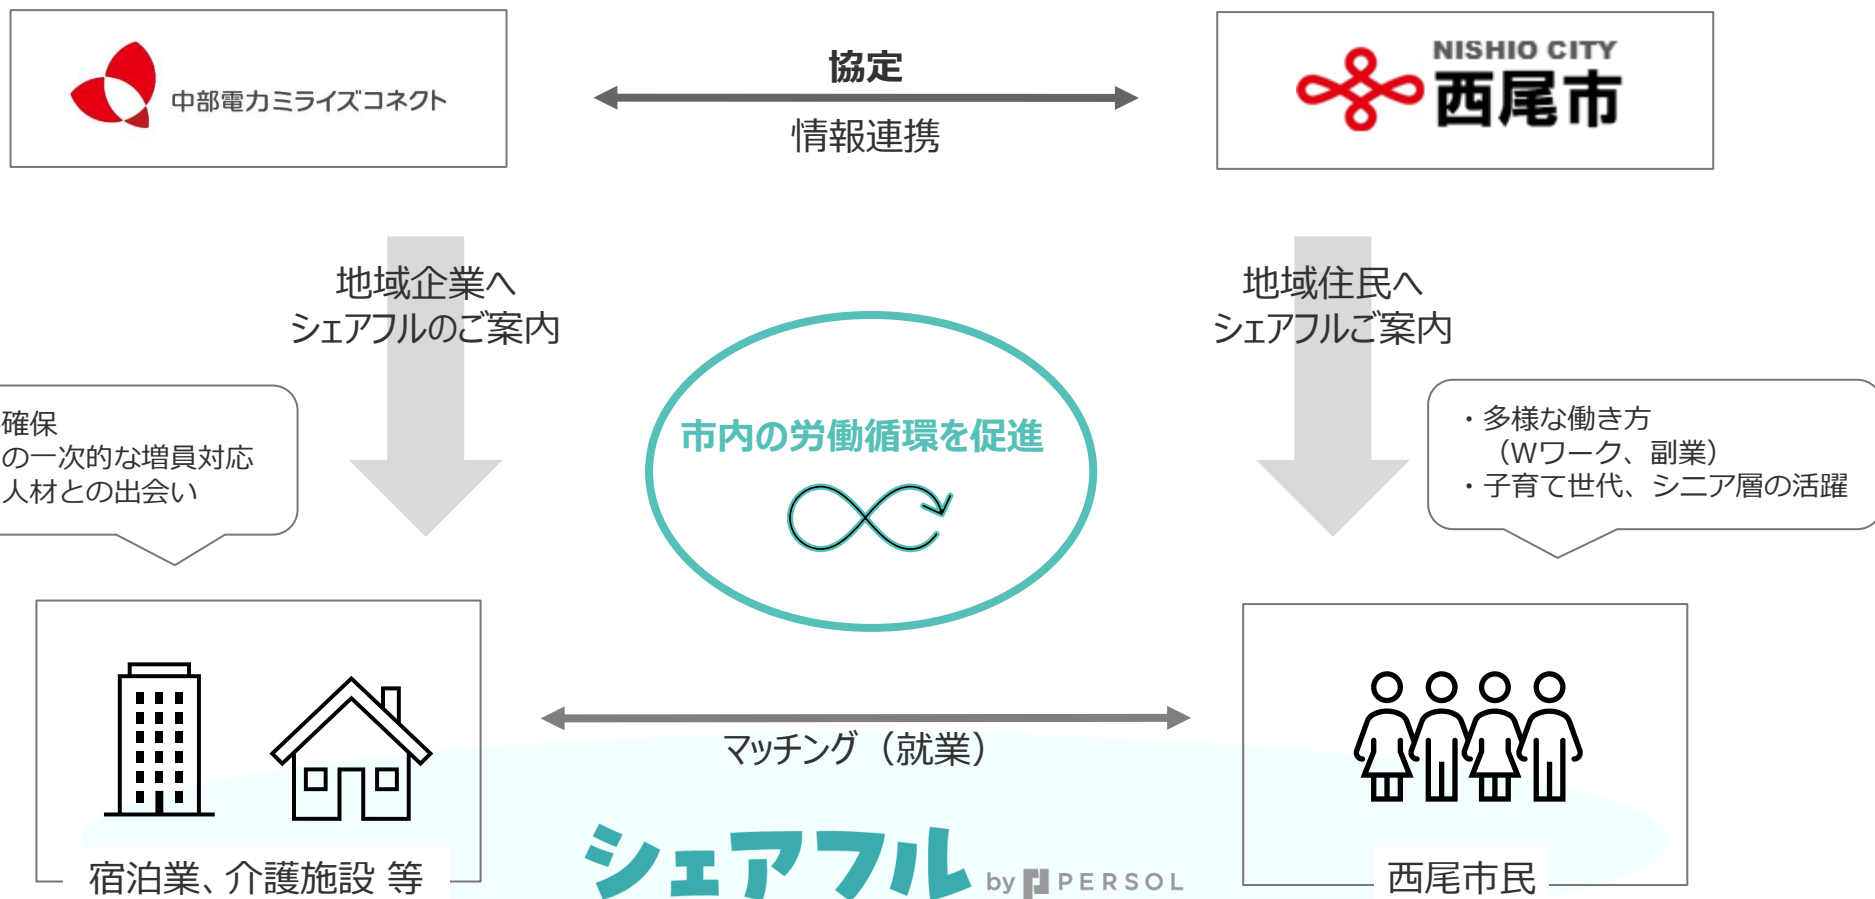 中部電力ミライズコネクト
協定
情報連携
NISHIO CITY
西尾市
地域企業へ
シェアフルのご案内
地域住民へ
シェアフルご案内
確保
の一次的な増員対応
人材との出会い
市内の労働循環を促進
・多様な働き方
（Wワーク、副業）
・子育て世代、シニア層の活躍
マッチング（就業）
宿泊業、介護施設 等
シェアフル by PERSOL
西尾市民